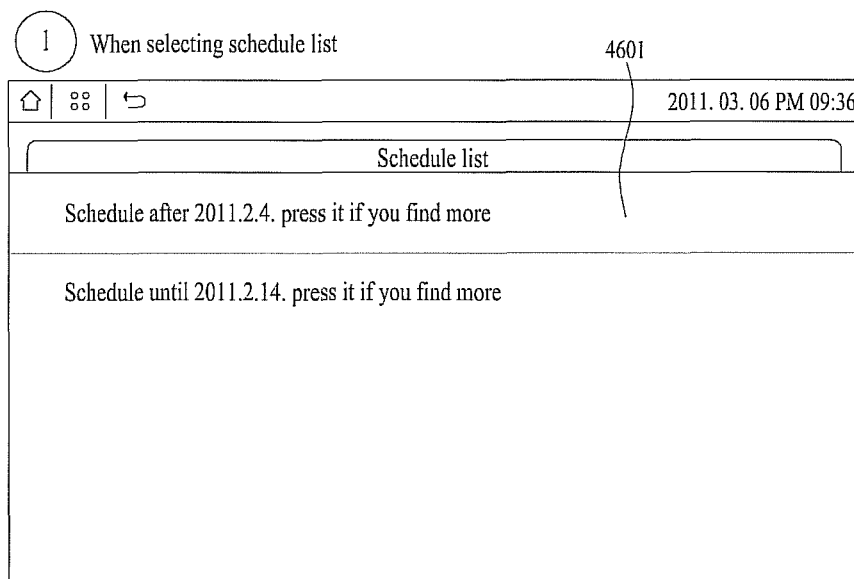 1 When selecting schedule list
4601
2011. 03. 06 PM 09:36
Schedule list
Schedule after 2011.2.4. press it if you find more
Schedule until 2011.2.14. press it if you find more